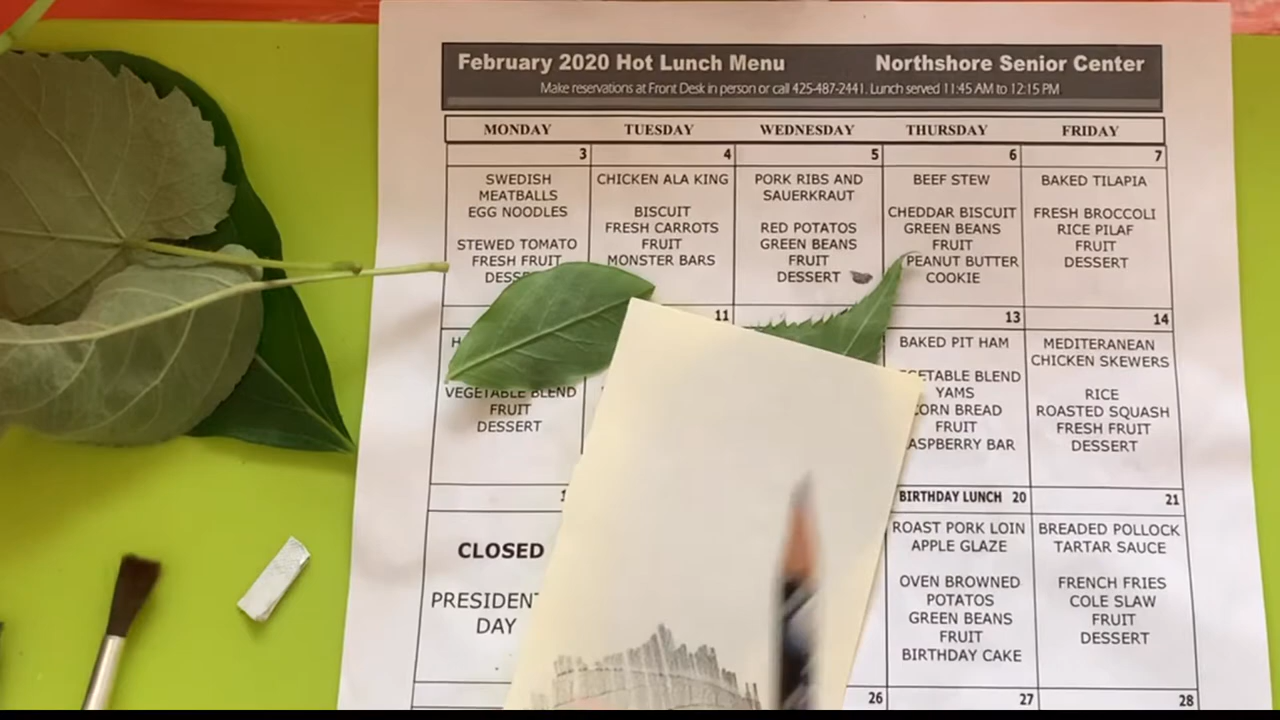 February 2020 Hot Lunch Menu Northshore Senior Center
Make reservations at Front Desk in person or call 425-487-2441. Lunch served 11:45 AM to 12:15 PM
MONDAY TUESDAY WEDNESDAY THURSDAY FRIDAY
3 4 5 6 7
SWEDISH
MEATBALLS
EGG NOODLES
STEWED TOMATO
FRESH FRUIT
CHICKEN ALA KING
BISCUIT
FRESH CARROTS
FRUIT
MONSTER BARS
PORK RIBS AND
SAUERKRAUT
RED POTATOS
GREEN BEANS
FRUIT
DESSERT
BEEF STEW
CHEDDAR BISCUIT
GREEN BEANS
FRUIT
PEANUT BUTTER
COOKIE
BAKED TILAPIA
FRESH BROCCOLI
RICE PILAF
FRUIT
DESSERT
11 13 14
VEGETABLE BLEND
FRUIT
DESSERT
BAKED PIT HAM
BLEND
YAMS
CORN BREAD
FRUIT
BAR
MEDITERANEAN
CHICKEN SKEWERS
RICE
ROASTED SQUASH
FRESH FRUIT
DESSERT
BIRTHDAY LUNCH 20 21
CLOSED
PRESIDENT
DAY
ROAST PORK LOIN
APPLE GLAZE
OVEN BROWNED
POTATOS
GREEN BEANS
FRUIT
BIRTHDAY CAKE
BREADED POLLOCK
TARTAR SAUCE
FRENCH FRIES
COLE SLAW
FRUIT
DESSERT
26 27 28